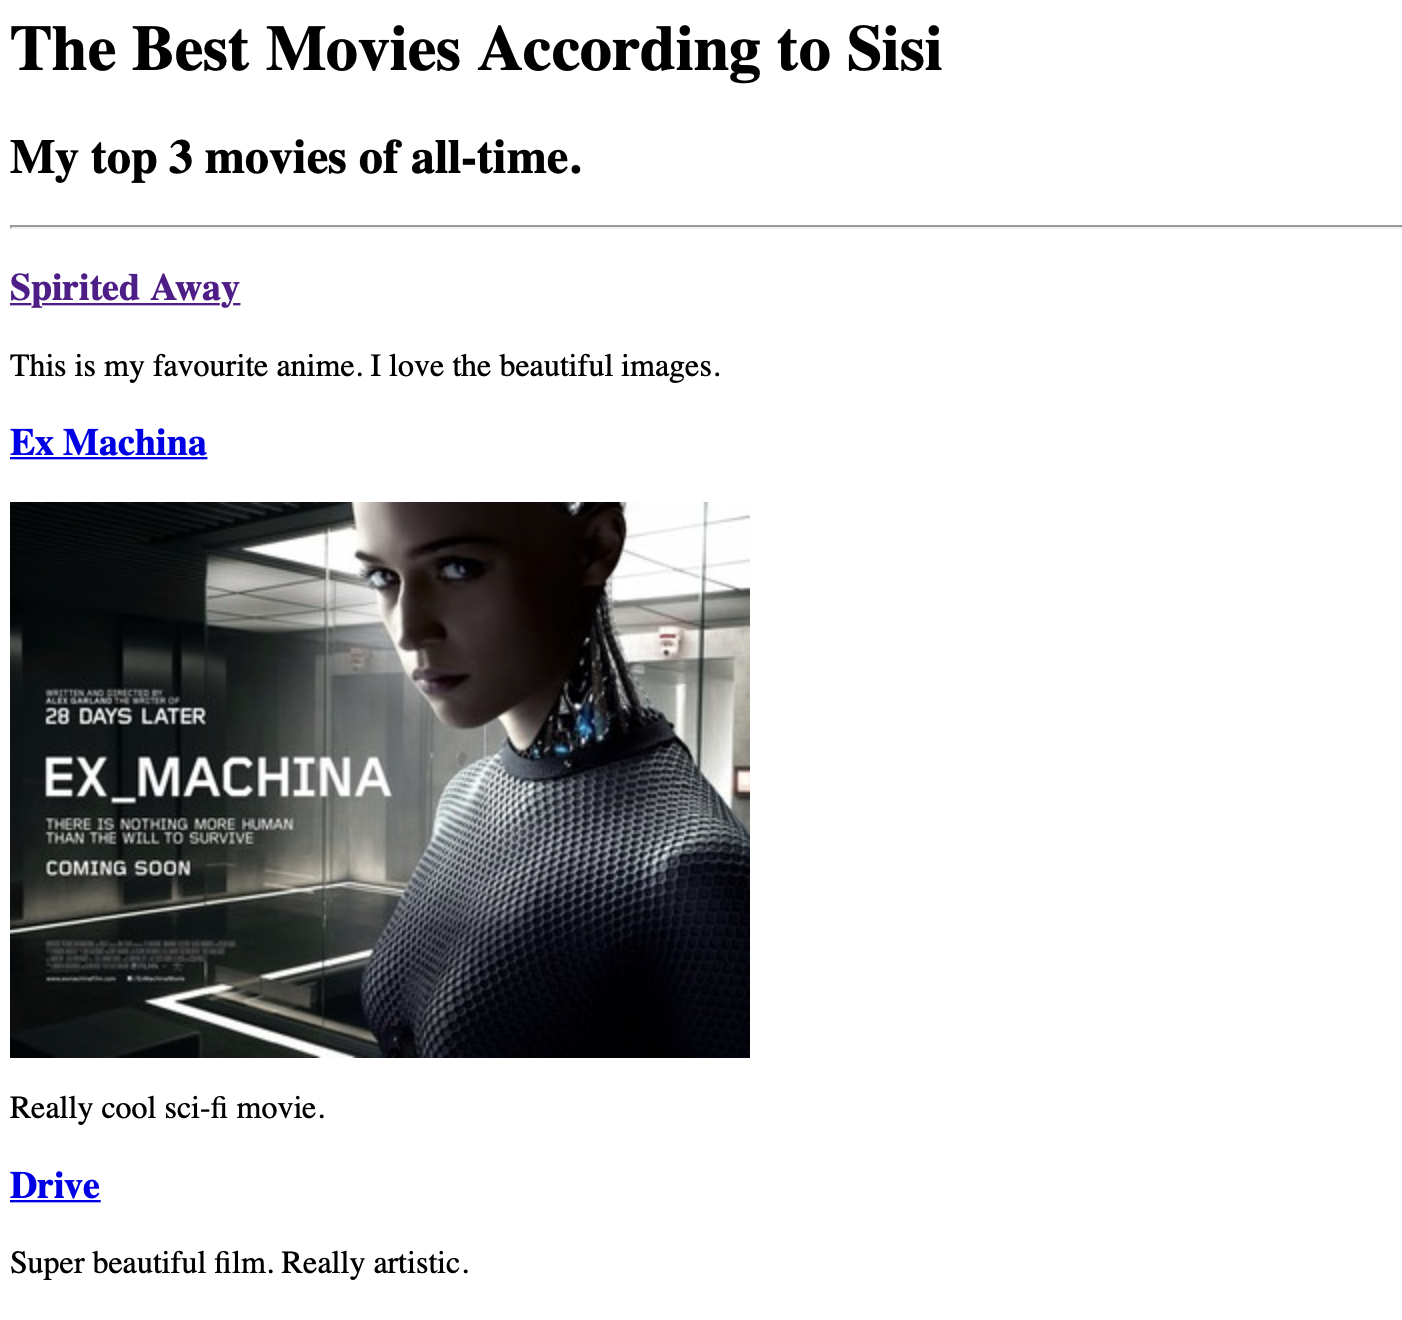 The Best Movies According to Sisi
My top 3 movies of all-time.
Spirited Away
This is my favourite anime. I love the beautiful images.
Ex Machina
WRITTEN AND DIRECTED BY
ALEX GARLAND THE WRITER OF
28 DAYS LATER
EX_MACHINA
THERE IS NOTHING MORE HUMAN
THAN THE WILL TO SURVIVE
COMING SOON
Really cool sci-fi movie.
Drive
Super beautiful film. Really artistic.